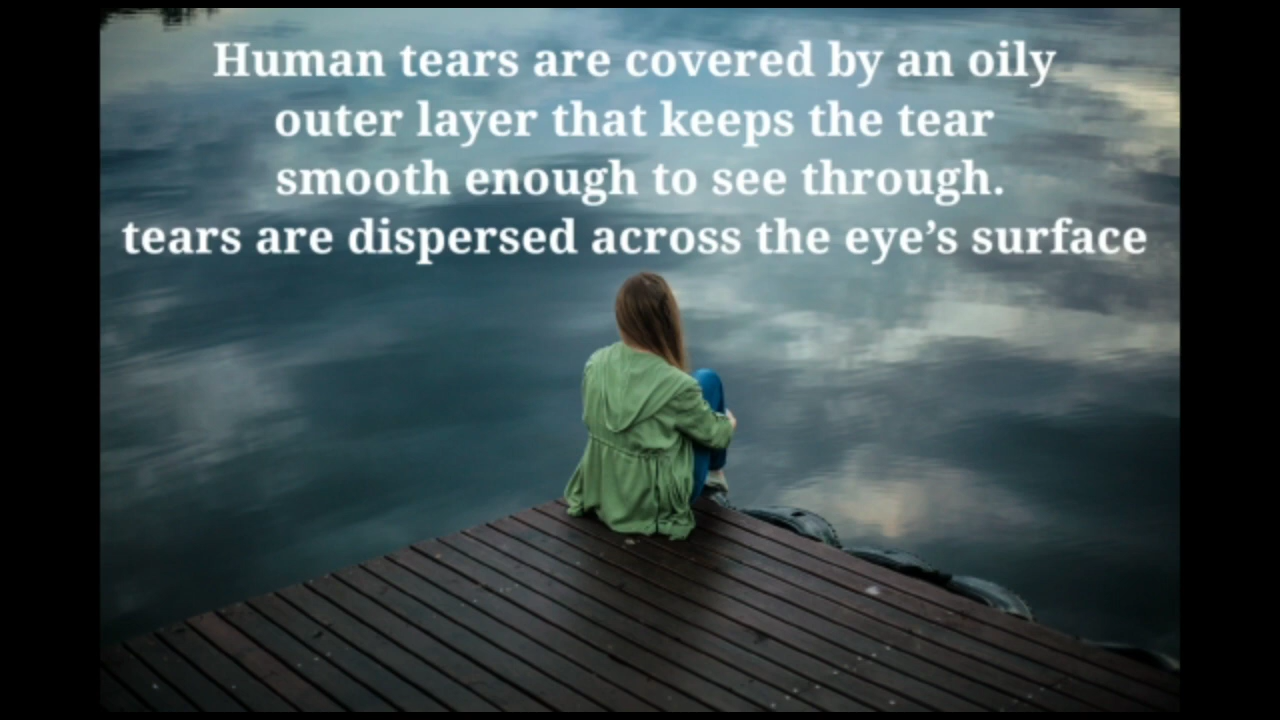 Human tears are covered by an oily
outer layer that keeps the tear
smooth enough to see through.
tears are dispersed across the eye’s surface